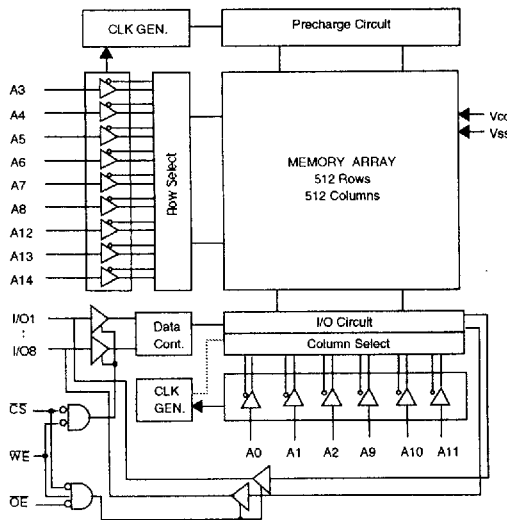 CLK GEN.
Precharge Circuit
A3
A4
A5
A6
A7
A8
A12
A13
A14
Row Select
MEMORY ARRAY
512 Rows
512 Columns
Vcc
Vss
I/O1
:
I/O8
Data
Cont.
I/O Circuit
Column Select
CLK
GEN.
A0
A1
A2
A9
A10
A11
CS
WE
OE